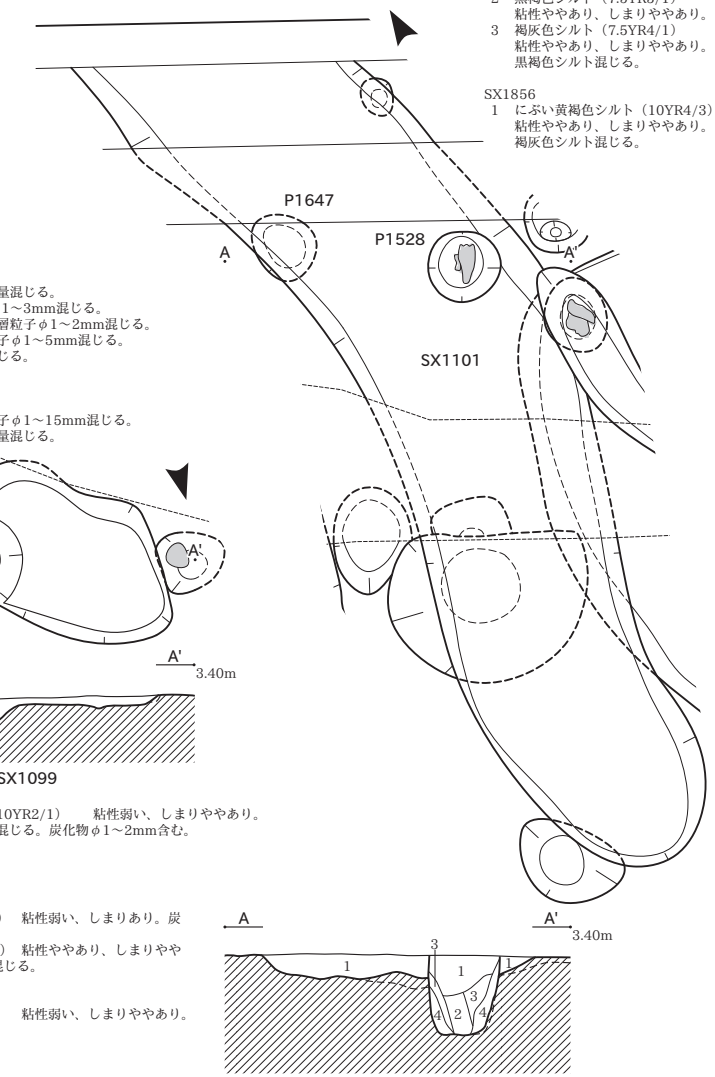 粘性ややあり、しまりややあり。
3 褐灰色シルト（7.5YR4/1）
粘性ややあり、しまりややあり。
黒褐色シルト混じる。
SX1856
1 にぶい黄褐色シルト（10YR4/3）
粘性ややあり、しまりややあり。
褐灰色シルト混じる。
P1647
P1528
A
A'
SX1101
量混じる。
1～3mm混じる。
層粒子φ1～2mm混じる。
子φ1～5mm混じる。
じる。
子φ1～15mm混じる。
量混じる。
A'
A'
3.40m
SX1099
10YR2/1） 粘性弱い、しまりややあり。
混じる。炭化物φ1～2mm含む。
） 粘性弱い、しまりあり。炭
） 粘性ややあり、しまりやや
混じる。
粘性弱い、しまりややあり。
A
A'
3.40m
3
1
1
1
3
4
2
4